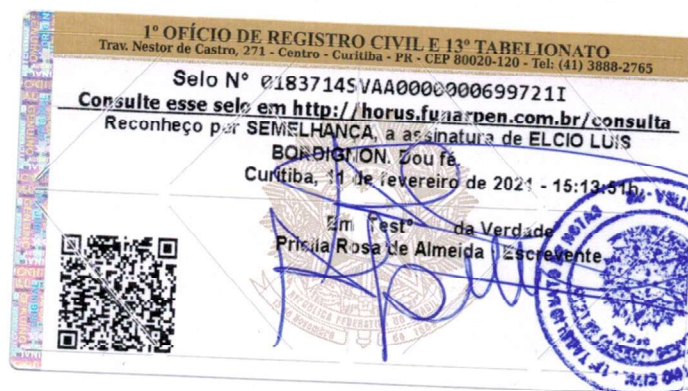 1º OFÍCIO DE REGISTRO CIVIL E 13º TABELIONATO
Trav. Nestor de Castro, 271 - Centro - Curitiba - PR - CEP 80020-120 - Tel: (41) 3888-2765
Selo Nº 0183714SVAA00000000699721I
Consulte esse selo em http://horus.funarpen.com.br/consulta
Reconheço por SEMELHANÇA, a assinatura de ELCIO LUIS
BORDIGNON. Dou fé.
Curitiba, 11 de fevereiro de 2021 - 15:13:51h.
Em Testº da Verdade
Priscila Rosa de Almeida Escrevente